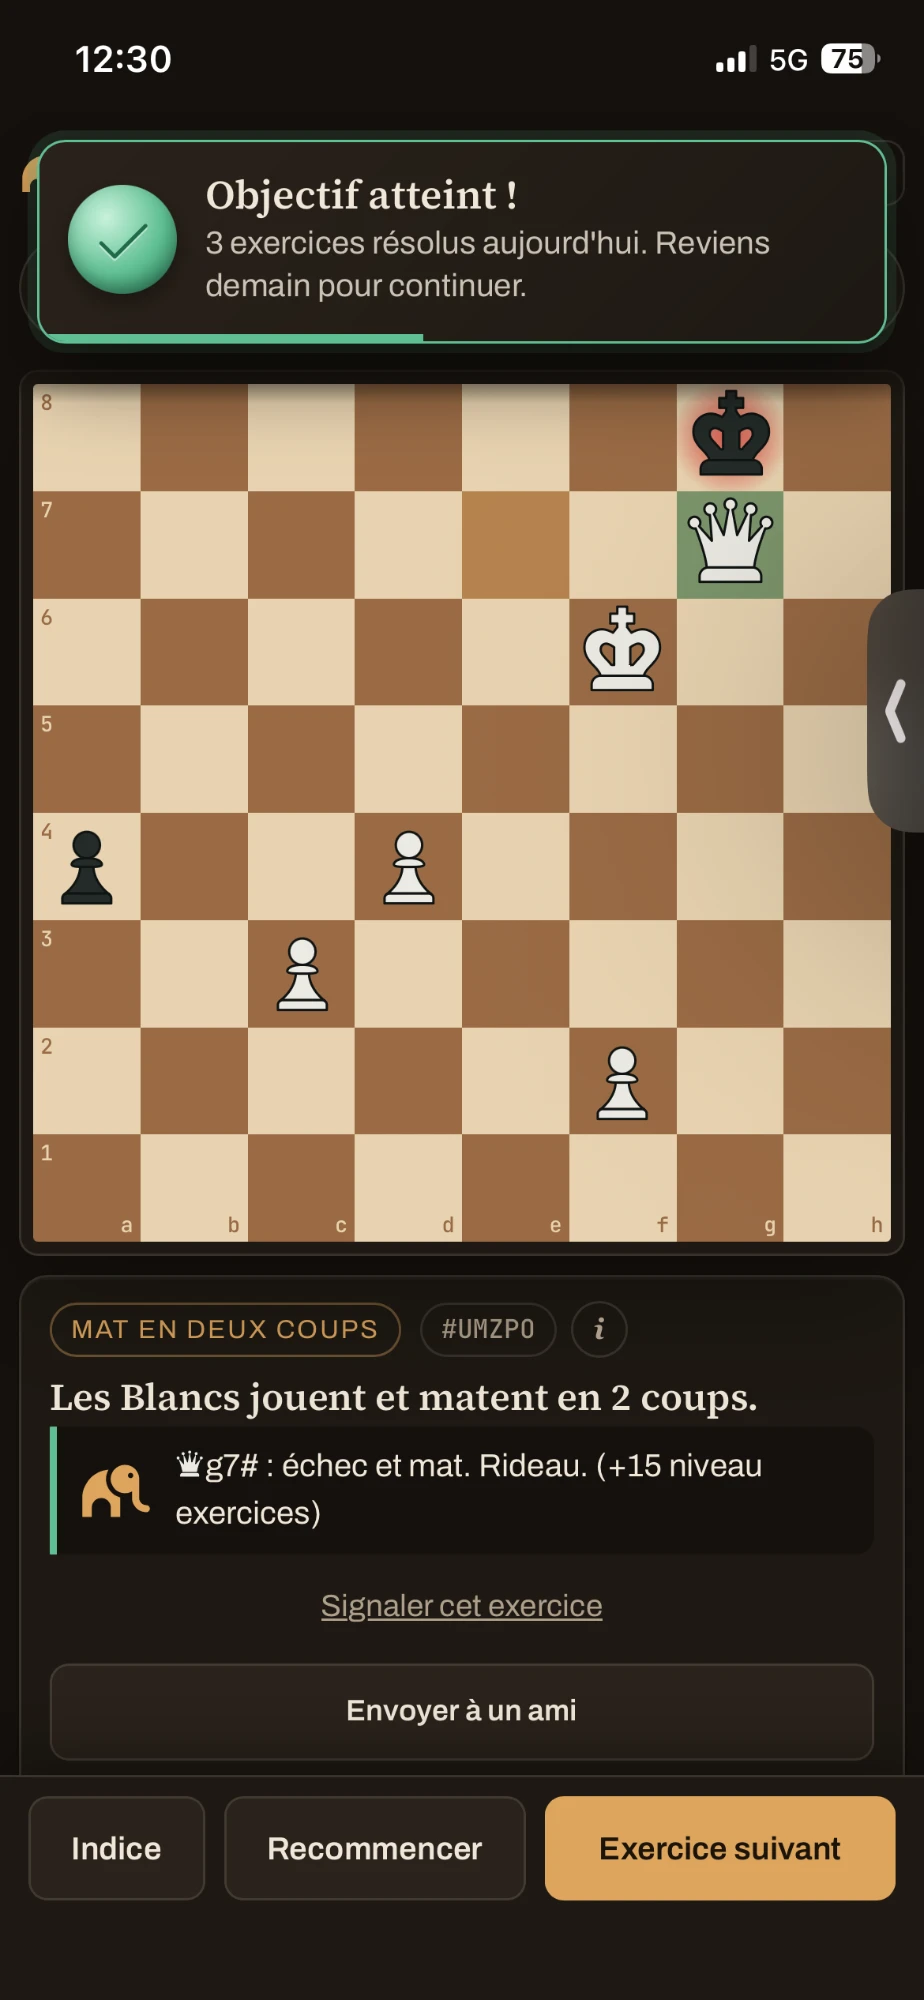 12:30
5G 75
Objectif atteint !
3 exercices résolus aujourd'hui. Reviens
demain pour continuer.
8
7
6
5
4
3
2
1
a b c d e f g h
MAT EN DEUX COUPS #UMZPO i
Les Blancs jouent et matent en 2 coups.
♛g7# : échec et mat. Rideau. (+15 niveau
exercices)
Signaler cet exercice
Envoyer à un ami
Indice Recommencer Exercice suivant